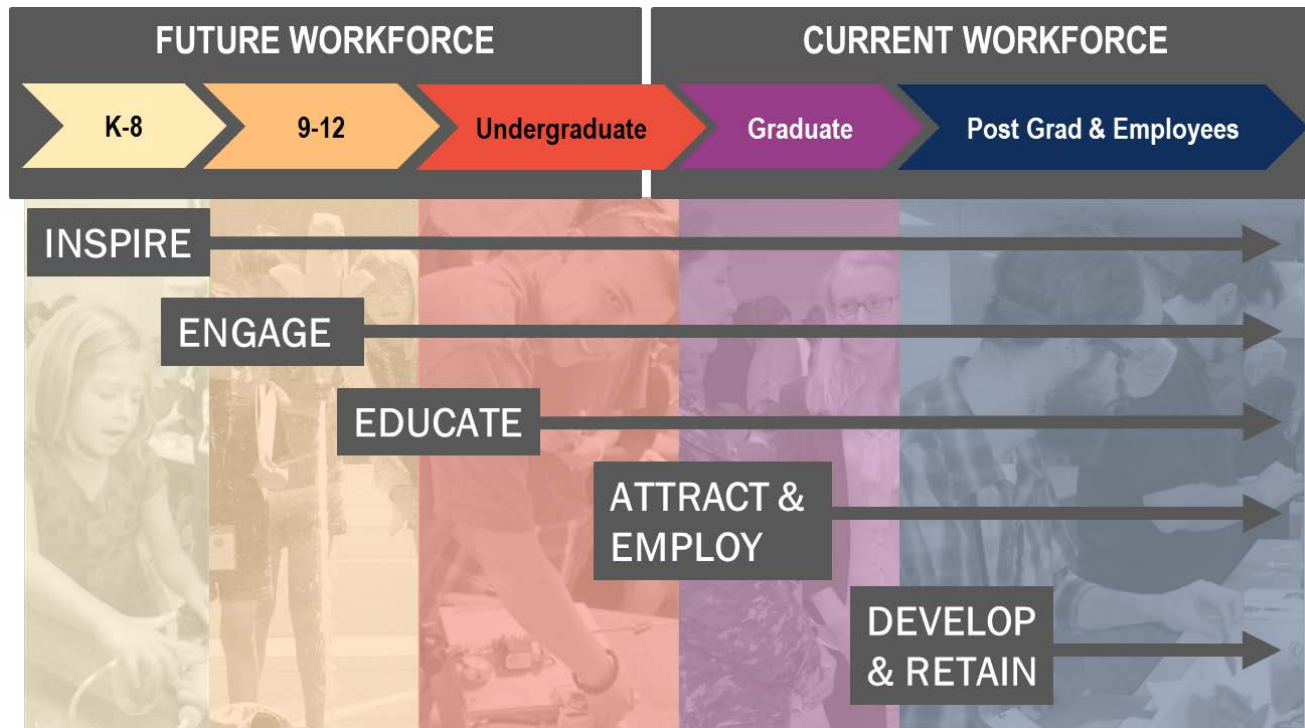 FUTURE WORKFORCE
CURRENT WORKFORCE
K-8
9-12
Undergraduate
Graduate
Post Grad & Employees
INSPIRE
ENGAGE
EDUCATE
ATTRACT &
EMPLOY
DEVELOP
& RETAIN